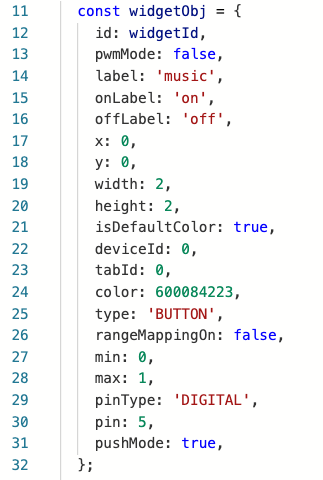 11 const widgetObj = {
12 id: widgetId,
13 pwmMode: false,
14 label: 'music',
15 onLabel: 'on',
16 offLabel: 'off',
17 x: 0,
18 y: 0,
19 width: 2,
20 height: 2,
21 isDefaultColor: true,
22 deviceId: 0,
23 tabId: 0,
24 color: 600084223,
25 type: 'BUTTON',
26 rangeMappingOn: false,
27 min: 0,
28 max: 1,
29 pinType: 'DIGITAL',
30 pin: 5,
31 pushMode: true,
32 };